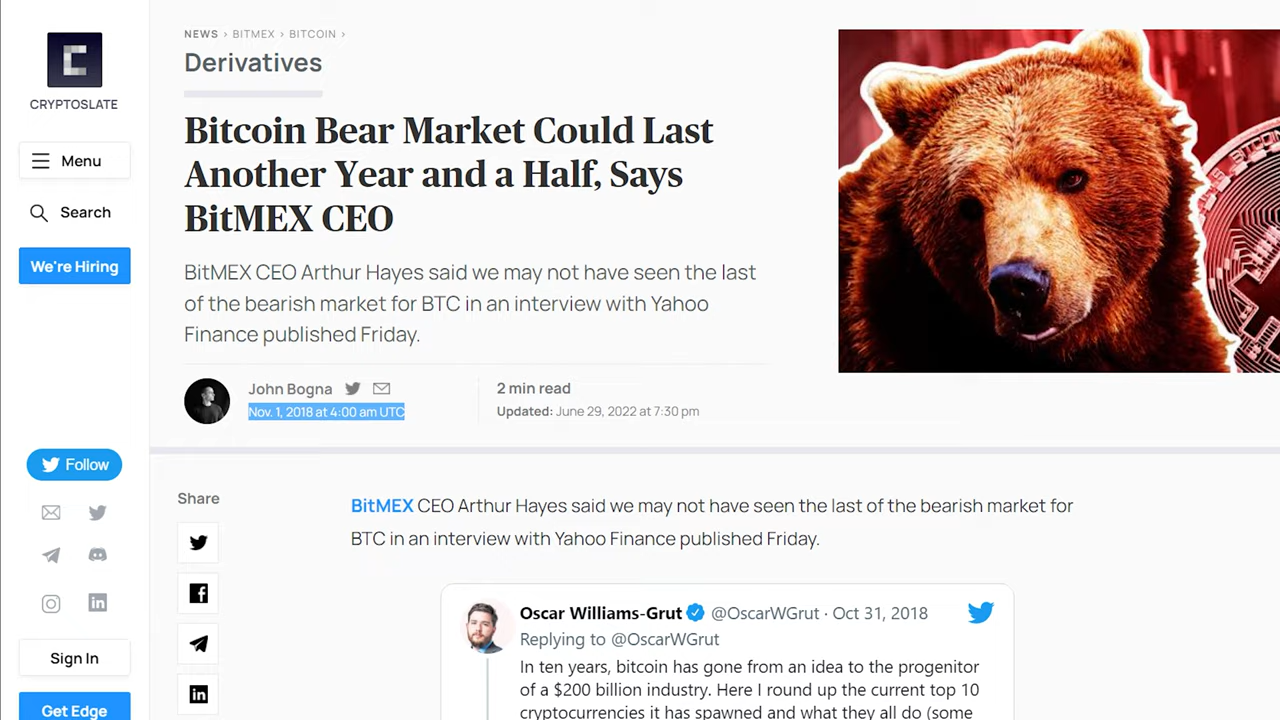 CRYPTOSLATE
Menu
Search
We're Hiring
Follow
Sign In
Get Edge
NEWS > BITMEX > BITCOIN >
Derivatives
Bitcoin Bear Market Could Last
Another Year and a Half, Says
BitMEX CEO
BitMEX CEO Arthur Hayes said we may not have seen the last
of the bearish market for BTC in an interview with Yahoo
Finance published Friday.
John Bogna
Nov. 1, 2018 at 4:00 am UTC
2 min read
Updated: June 29, 2022 at 7:30 pm
BITCOIN
Share
BitMEX CEO Arthur Hayes said we may not have seen the last of the bearish market for
BTC in an interview with Yahoo Finance published Friday.
Oscar Williams-Grut @OscarWGrut · Oct 31, 2018
Replying to @OscarWGrut
In ten years, bitcoin has gone from an idea to the progenitor
of a $200 billion industry. Here I round up the current top 10
cryptocurrencies it has spawned and what they all do (some